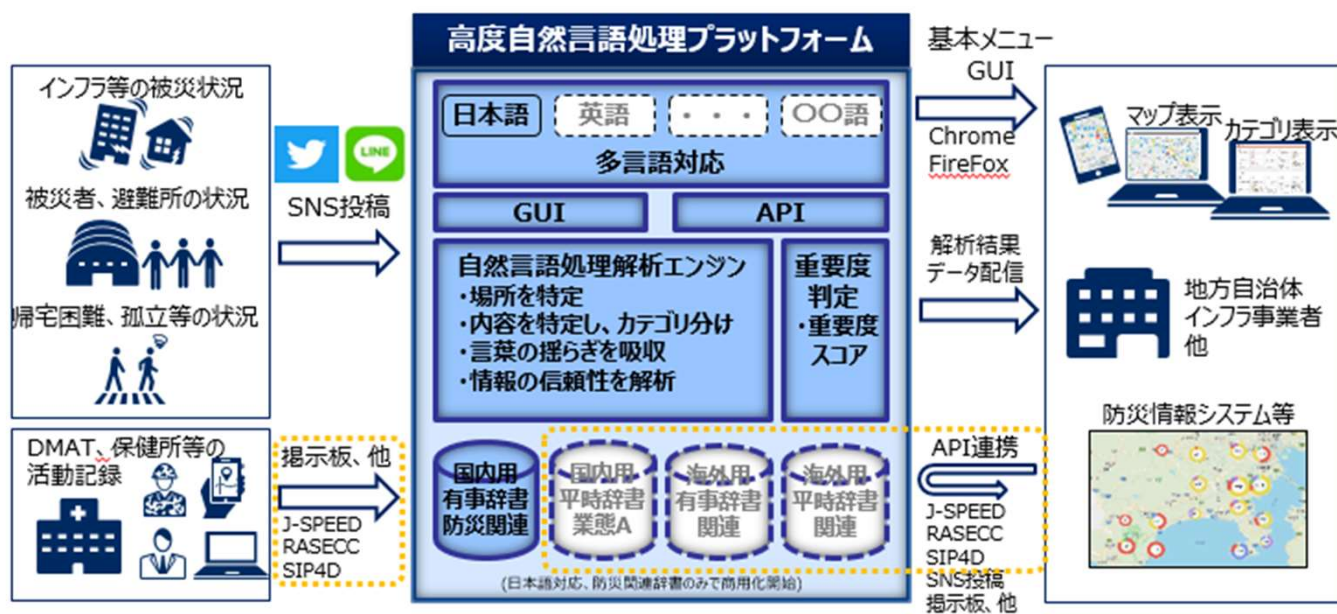 高度自然言語処理プラットフォーム
インフラ等の被災状況
被災者、避難所の状況
帰宅困難、孤立等の状況
LINE
SNS投稿
DMAT、保健所等の
活動記録
掲示板、他
J-SPEED
RASECC
SIP4D
日本語
英語
・・・
〇〇語
多言語対応
GUI
API
自然言語処理解析エンジン
・場所を特定
・内容を特定し、カテゴリ分け
・言葉の揺らぎを吸収
・情報の信頼性を解析
重要度
判定
・重要度
スコア
国内用
有事辞書
防災関連
国内用
平時辞書
業態A
海外用
有事辞書
関連
海外用
平時辞書
関連
(日本語対応、防災関連辞書のみで商用化開始)
基本メニュー
GUI
Chrome
FireFox
解析結果
データ配信
API連携
J-SPEED
RASECC
SIP4D
SNS投稿
掲示板、他
マップ表示
カテゴリ表示
地方自治体
インフラ事業者
他
防災情報システム等